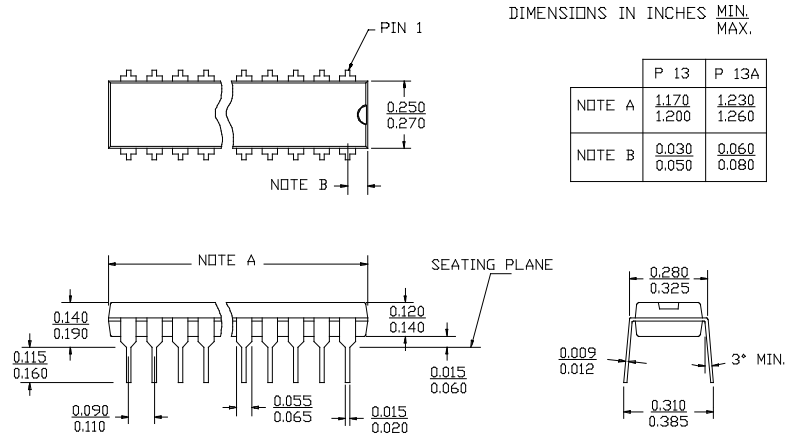 DIMENSIONS IN INCHES MIN.
MAX.
PIN 1
P 13 P 13A
NOTE A 1.170 1.230
1.200 1.260
NOTE B 0.030 0.060
0.050 0.080
0.250
0.270
NOTE B
NOTE A
SEATING PLANE
0.280
0.325
0.140
0.190
0.120
0.140
0.115
0.160
0.015
0.060
0.009
0.012
3° MIN.
0.090
0.110
0.055
0.065
0.015
0.020
0.310
0.385